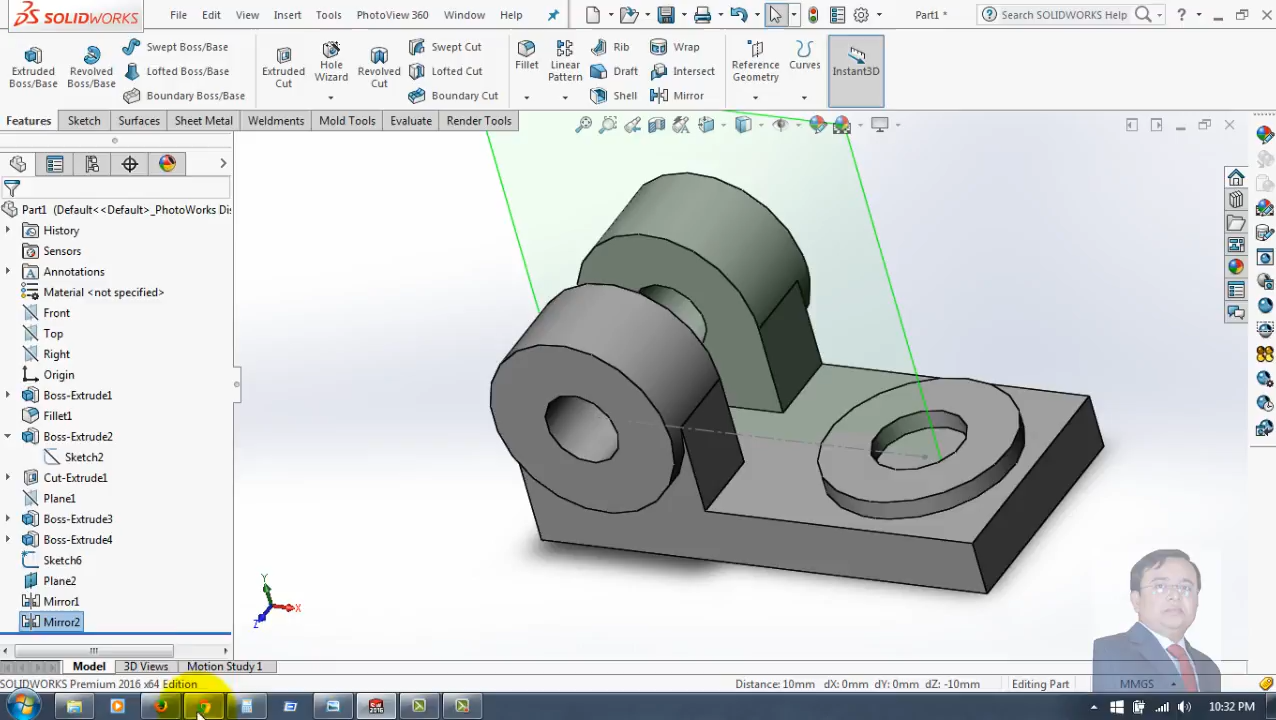 SOLIDWORKS File Edit View Insert Tools PhotoView 360 Window Help Part1 * Search SOLIDWORKS Help
Extruded Boss/Base
Revolved Boss/Base
Swept Boss/Base
Lofted Boss/Base
Boundary Boss/Base
Extruded Cut
Hole Wizard
Revolved Cut
Swept Cut
Lofted Cut
Boundary Cut
Fillet
Linear Pattern
Rib
Draft
Shell
Wrap
Intersect
Mirror
Reference Geometry
Curves
Instant3D
Features Sketch Surfaces Sheet Metal Weldments Mold Tools Evaluate Render Tools
Part1 (Default<<Default>_PhotoWorks Di
History
Sensors
Annotations
Material <not specified>
Front
Top
Right
Origin
Boss-Extrude1
Fillet1
Boss-Extrude2
Sketch2
Cut-Extrude1
Plane1
Boss-Extrude3
Boss-Extrude4
Sketch6
Plane2
Mirror1
Mirror2
Y
X
Z
Model 3D Views Motion Study 1
SOLIDWORKS Premium 2016 x64 Edition Distance: 10mm dX: 0mm dY: 0mm dZ: -10mm Editing Part MMGS
10:32 PM